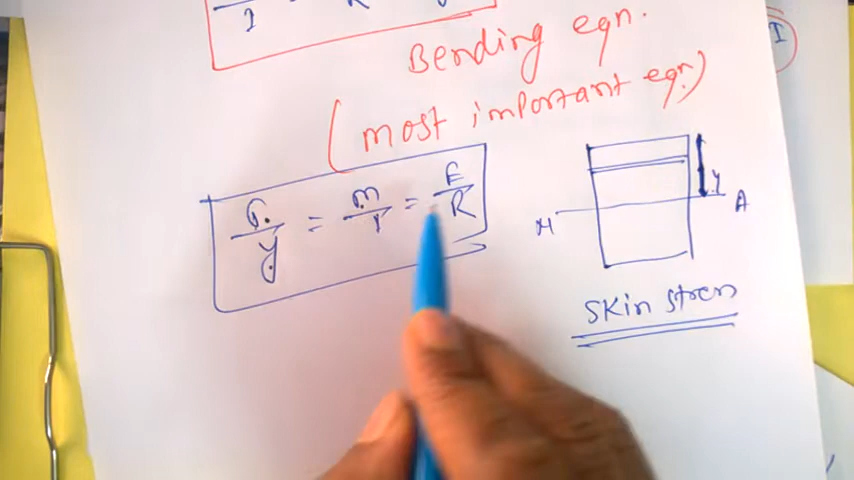 I R
Bending eqn.
(most important eqn.)
σ/y = m/I = E/R
y
N A
Skin stress
I